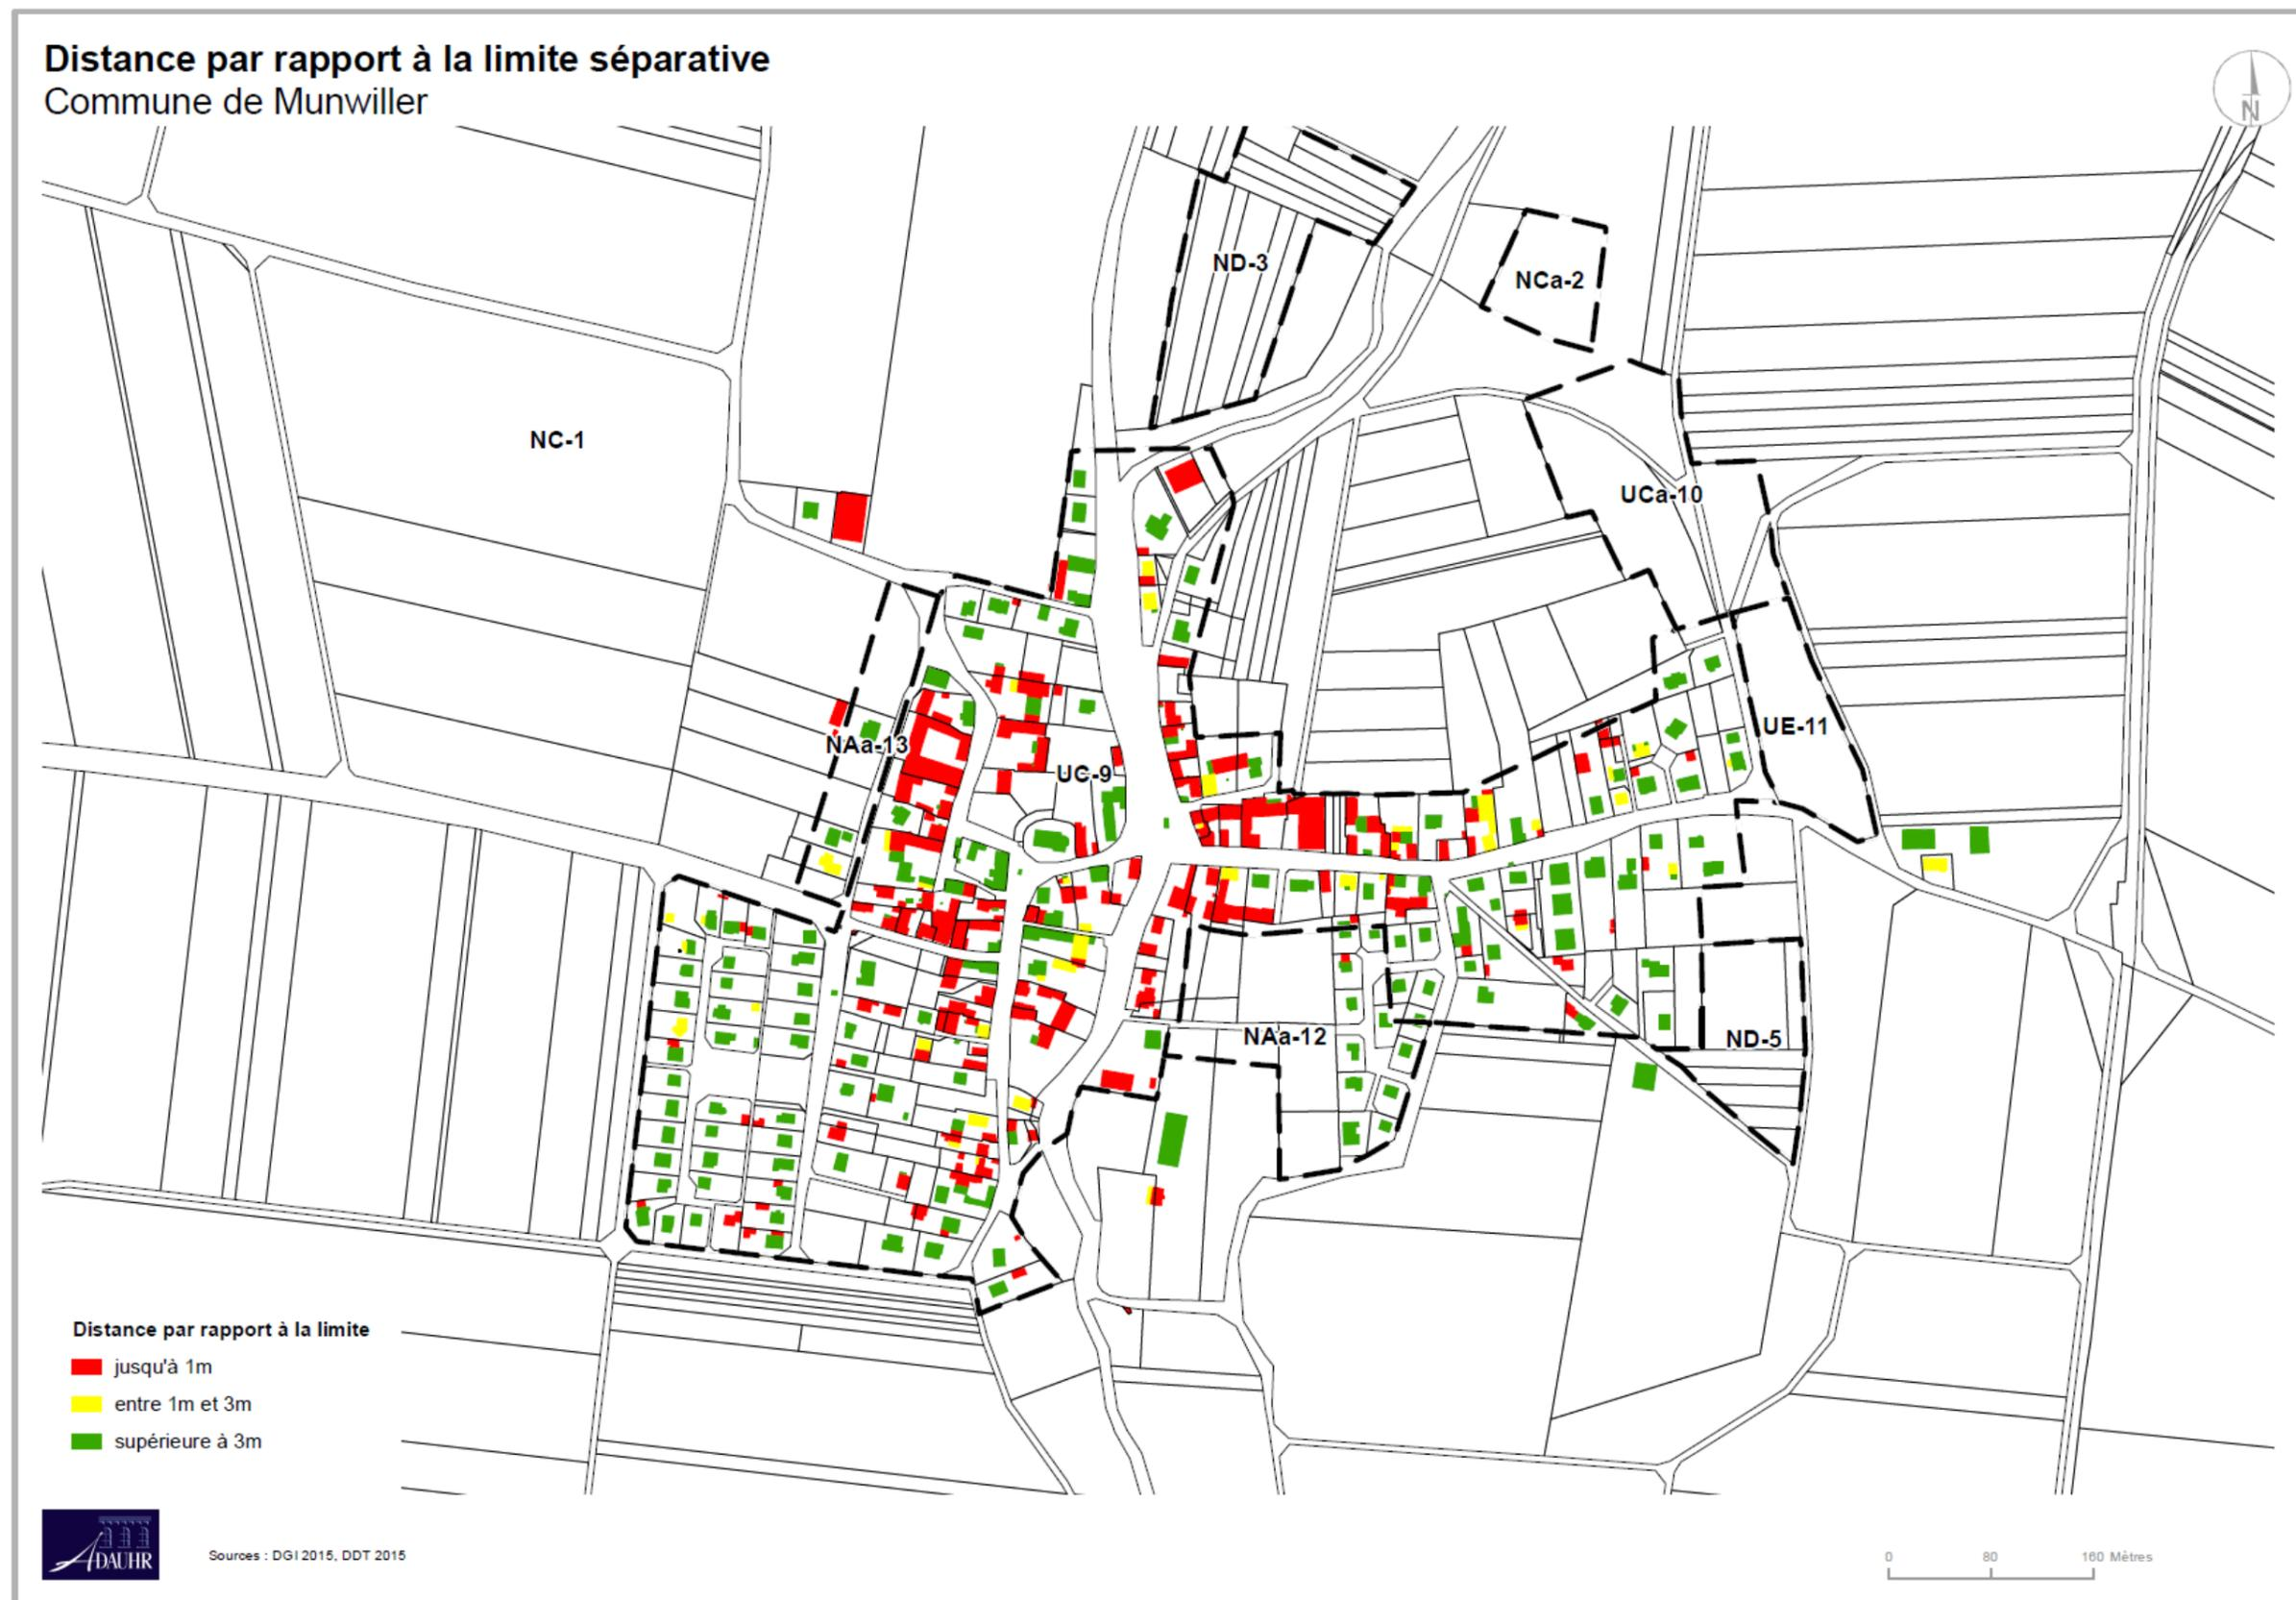 Distance par rapport à la limite séparative
Commune de Munwiller
N
ND-3
NCa-2
NC-1
UCa-10
UE-11
NAa-13
UC-9
NAa-12
ND-5
Distance par rapport à la limite
jusqu'à 1m
entre 1m et 3m
supérieure à 3m
ADAUHR
Sources : DGI 2015, DDT 2015
0 80 160 Mètres